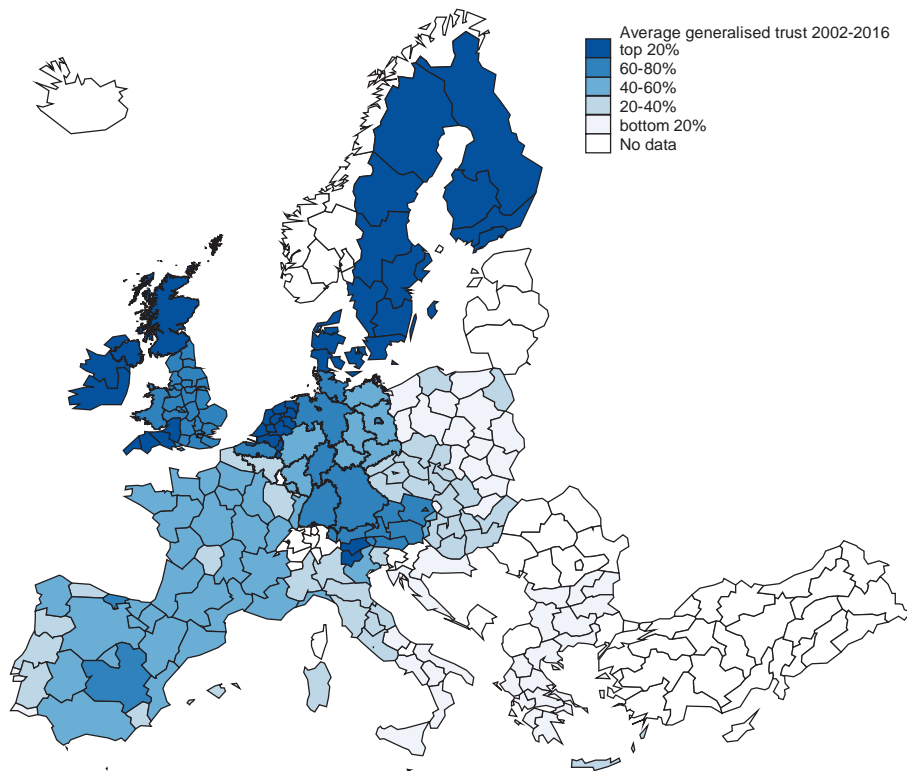 Average generalised trust 2002-2016
top 20%
60-80%
40-60%
20-40%
bottom 20%
No data